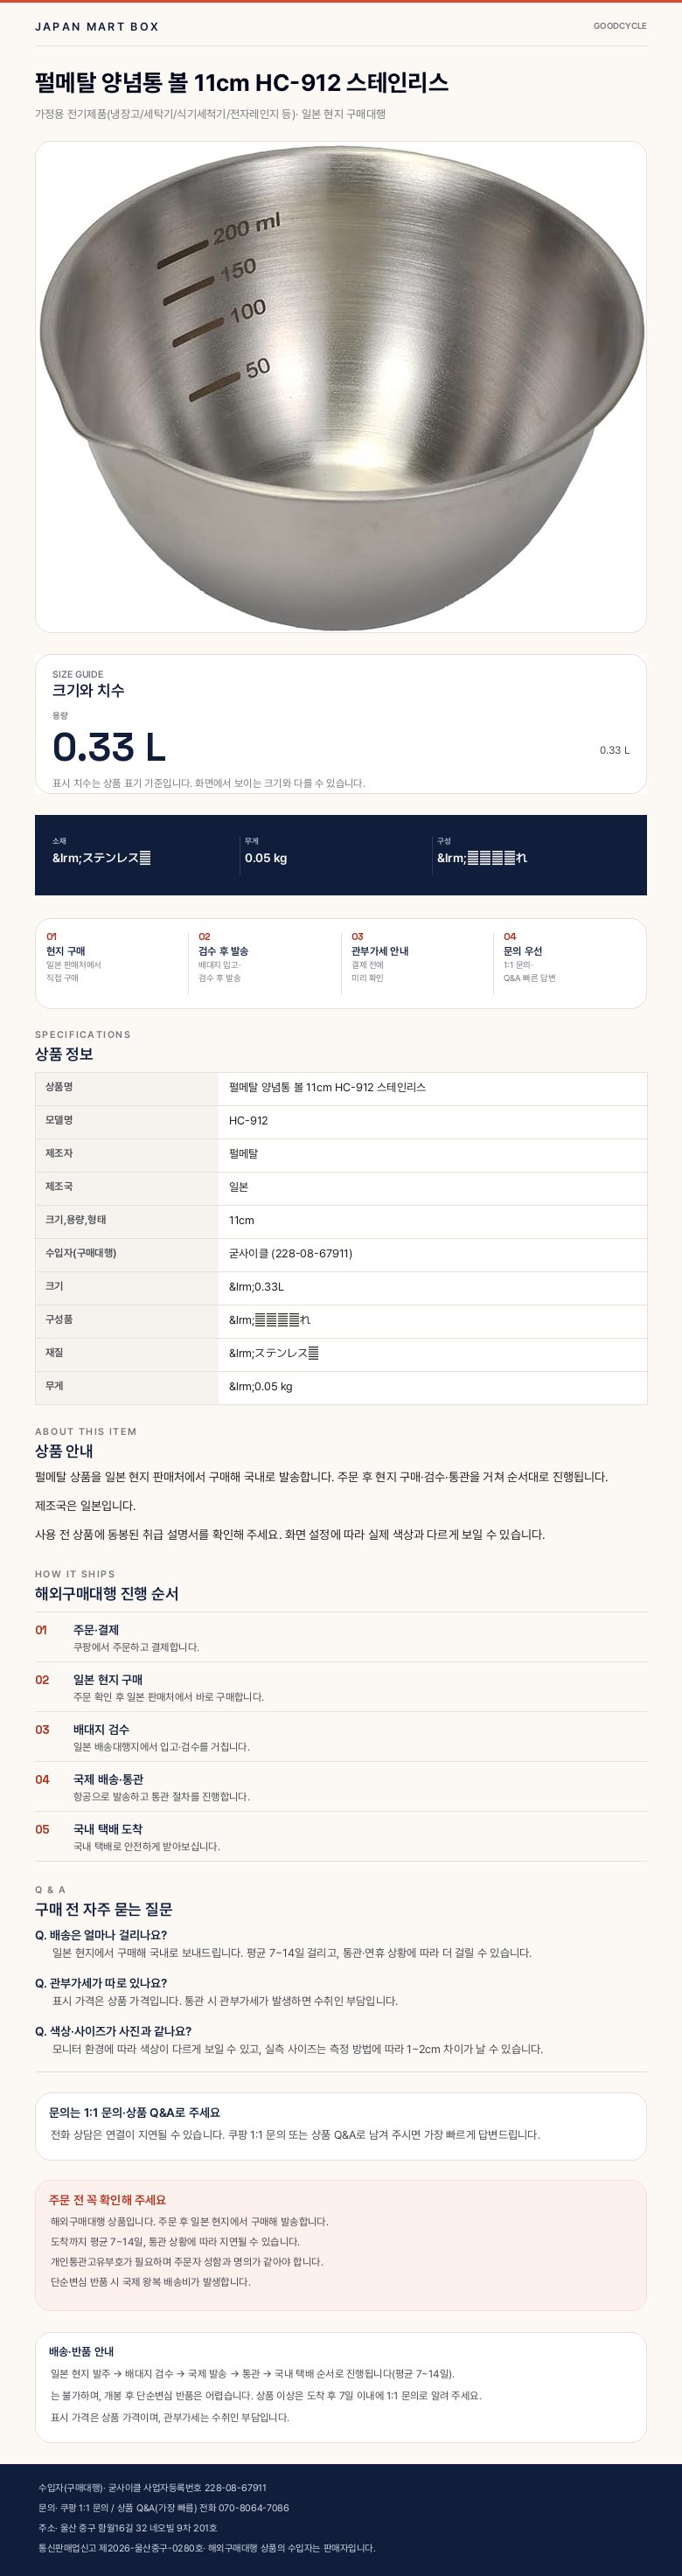 JAPAN MART BOX
GOODCYCLE
펄메탈 양념통 볼 11cm HC-912 스테인리스
가정용 전기제품(냉장고/세탁기/식기세척기/전자레인지 등)· 일본 현지 구매대행
200 ml
150
100
50
SIZE GUIDE
크기와 치수
용량
0.33 L
0.33 L
표시 치수는 상품 표기 기준입니다. 화면에서 보이는 크기와 다를 수 있습니다.
소재
&lrm;ステンレス
무게
0.05 kg
구성
&lrm;れ
01
현지 구매
일본 판매처에서
직접 구매
02
검수 후 발송
배대지 입고·
검수 후 발송
03
관부가세 안내
결제 전에
미리 확인
04
문의 우선
1:1 문의·
Q&A 빠른 답변
SPECIFICATIONS
상품 정보
상품명 펄메탈 양념통 볼 11cm HC-912 스테인리스
모델명 HC-912
제조자 펄메탈
제조국 일본
크기,용량,형태 11cm
수입자(구매대행) 굳사이클 (228-08-67911)
크기 &lrm;0.33L
구성품 &lrm;れ
재질 &lrm;ステンレス
무게 &lrm;0.05 kg
ABOUT THIS ITEM
상품 안내
펄메탈 상품을 일본 현지 판매처에서 구매해 국내로 발송합니다. 주문 후 현지 구매·검수·통관을 거쳐 순서대로 진행됩니다.
제조국은 일본입니다.
사용 전 상품에 동봉된 취급 설명서를 확인해 주세요. 화면 설정에 따라 실제 색상과 다르게 보일 수 있습니다.
HOW IT SHIPS
해외구매대행 진행 순서
01 주문·결제
쿠팡에서 주문하고 결제합니다.
02 일본 현지 구매
주문 확인 후 일본 판매처에서 바로 구매합니다.
03 배대지 검수
일본 배송대행지에서 입고·검수를 거칩니다.
04 국제 배송·통관
항공으로 발송하고 통관 절차를 진행합니다.
05 국내 택배 도착
국내 택배로 안전하게 받아보십니다.
Q & A
구매 전 자주 묻는 질문
Q. 배송은 얼마나 걸리나요?
일본 현지에서 구매해 국내로 보내드립니다. 평균 7~14일 걸리고, 통관·연휴 상황에 따라 더 걸릴 수 있습니다.
Q. 관부가세가 따로 있나요?
표시 가격은 상품 가격입니다. 통관 시 관부가세가 발생하면 수취인 부담입니다.
Q. 색상·사이즈가 사진과 같나요?
모니터 환경에 따라 색상이 다르게 보일 수 있고, 실측 사이즈는 측정 방법에 따라 1~2cm 차이가 날 수 있습니다.
문의는 1:1 문의·상품 Q&A로 주세요
전화 상담은 연결이 지연될 수 있습니다. 쿠팡 1:1 문의 또는 상품 Q&A로 남겨 주시면 가장 빠르게 답변드립니다.
주문 전 꼭 확인해 주세요
해외구매대행 상품입니다. 주문 후 일본 현지에서 구매해 발송합니다.
도착까지 평균 7~14일, 통관 상황에 따라 지연될 수 있습니다.
개인통관고유부호가 필요하며 주문자 성함과 명의가 같아야 합니다.
단순변심 반품 시 국제 왕복 배송비가 발생합니다.
배송·반품 안내
일본 현지 발주 → 배대지 검수 → 국제 발송 → 통관 → 국내 택배 순서로 진행됩니다(평균 7~14일).
는 불가하며, 개봉 후 단순변심 반품은 어렵습니다. 상품 이상은 도착 후 7일 이내에 1:1 문의로 알려 주세요.
표시 가격은 상품 가격이며, 관부가세는 수취인 부담입니다.
수입자(구매대행)· 굳사이클 사업자등록번호 228-08-67911
문의· 쿠팡 1:1 문의 / 상품 Q&A(가장 빠름) 전화 070-8064-7086
주소· 울산 중구 함월16길 32 네오빌 9차 201호
통신판매업신고 제2026-울산중구-0280호· 해외구매대행 상품의 수입자는 판매자입니다.